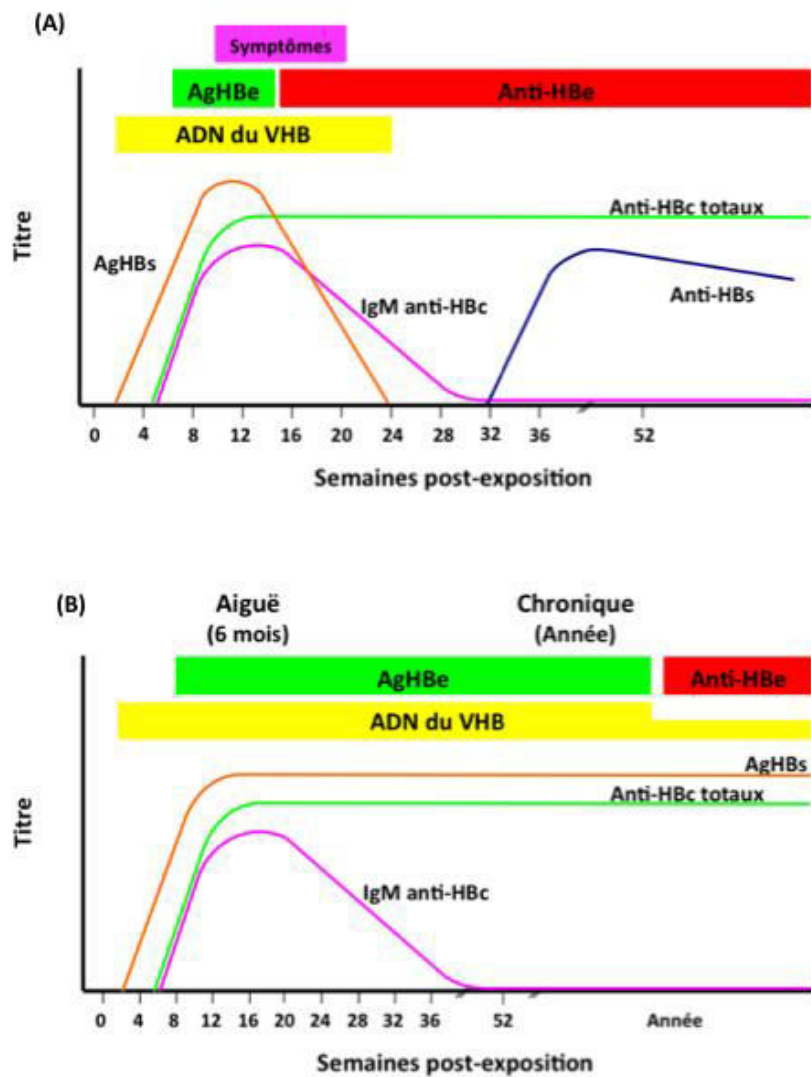 (A)
Symptômes
AgHBe Anti-HBe
ADN du VHB
Titre
AgHBs
Anti-HBc totaux
IgM anti-HBc
Anti-HBs
0 4 8 12 16 20 24 28 32 36 52
Semaines post-exposition
(B)
Aiguë Chronique
(6 mois) (Année)
AgHBe Anti-HBe
ADN du VHB
AgHBs
Anti-HBc totaux
Titre
IgM anti-HBc
0 4 8 12 16 20 24 28 32 36 52 Année
Semaines post-exposition